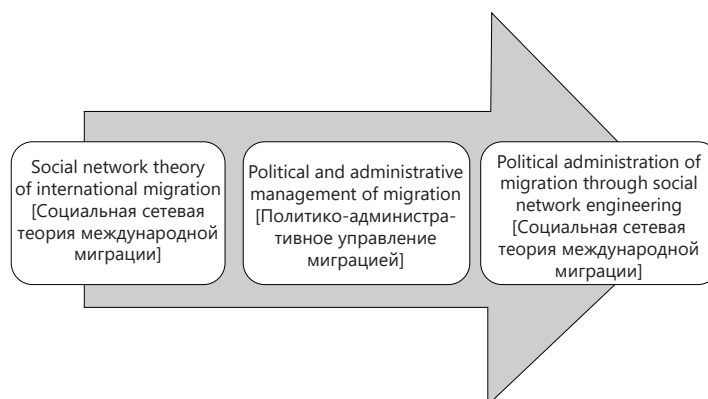 Social network theory
of international migration
[Социальная сетевая
теория международной
миграции]
Political and administrative
management of migration
[Политико-администра-
тивное управление
миграцией]
Political administration of
migration through social
network engineering
[Социальная сетевая
теория международной
миграции]